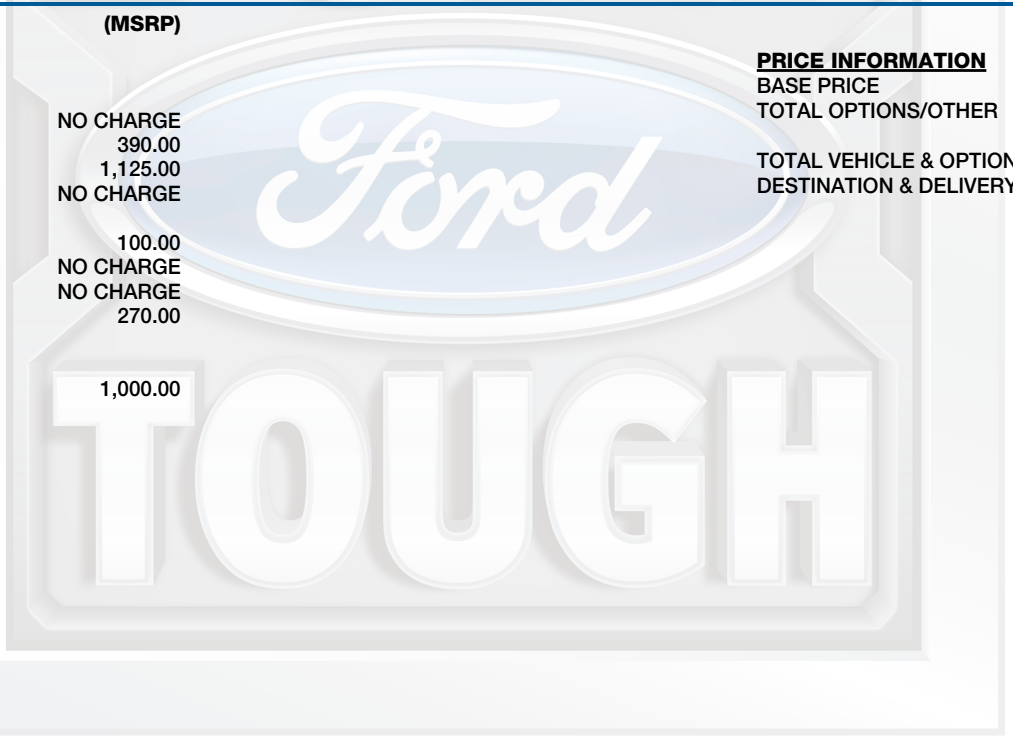 (MSRP)
NO CHARGE
390.00
1,125.00
NO CHARGE
100.00
NO CHARGE
NO CHARGE
270.00
1,000.00
PRICE INFORMATION
BASE PRICE
TOTAL OPTIONS/OTHER
TOTAL VEHICLE & OPTION
DESTINATION & DELIVERY
Ford
TOUGH